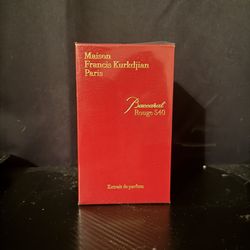 Maison
Francis Kurkdjian
Paris
Baccarat
Rouge 540
Extrait de parfum